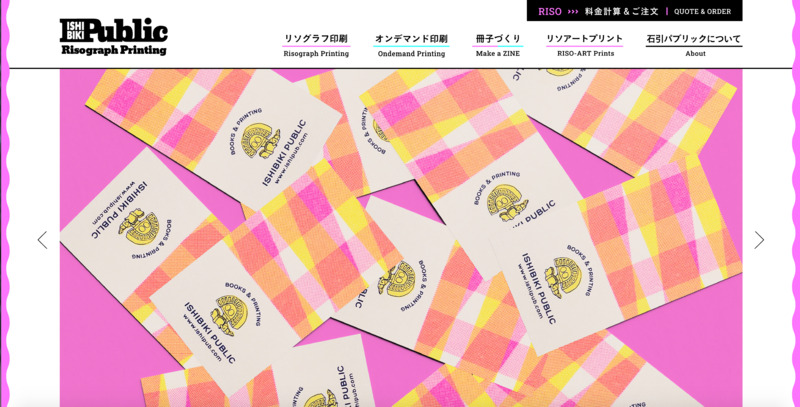 ISHI
BIKI Public
Risograph Printing
RISO >>> 料金計算 & ご注文 | QUOTE & ORDER
リソグラフ印刷
Risograph Printing
オンデマンド印刷
Ondemand Printing
冊子づくり
Make a ZINE
リソアートプリント
RISO-ART Prints
石引パブリックについて
About
BOOKS & PRINTING
ISHIBIKI PUBLIC
www.ishipub.com
BOOKS & PRINTING
BOOKS & PRINTING
ISHIBIKI PUBLIC
www.ishipub.com
BOOKS & PRINTING
PUBLIC
BOOKS & PRINTING
ISHIBIKI PUBLIC
www.ishipub.com
BOOKS & PRINTING
BOOKS & PRINTING
ISHIBIKI PUBLIC
www.ishipub.com
PUBLIC